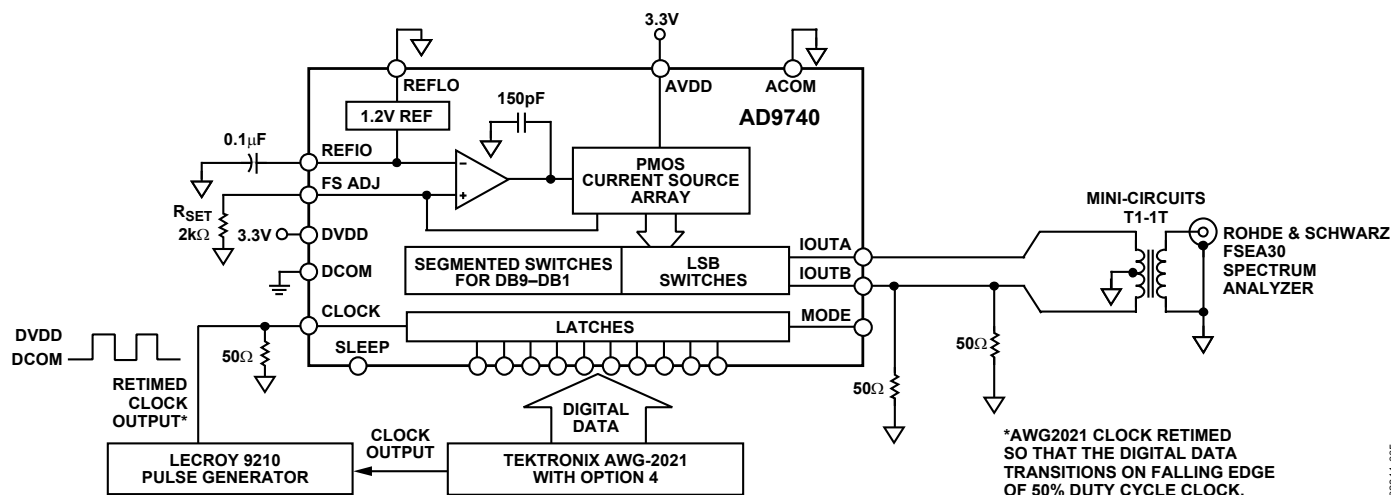 3.3V
REFLO
AVDD
ACOM
150pF
1.2V REF
AD9740
0.1μF
REFIO
PMOS
CURRENT SOURCE
ARRAY
FS ADJ
RSET
2kΩ
3.3V
DVDD
MINI-CIRCUITS
T1-1T
ROHDE & SCHWARZ
FSEA30
SPECTRUM
ANALYZER
IOUTA
DCOM
SEGMENTED SWITCHES
FOR DB9–DB1
LSB
SWITCHES
IOUTB
CLOCK
LATCHES
MODE
DVDD
DCOM
50Ω
SLEEP
50Ω
50Ω
RETIMED
CLOCK
OUTPUT*
DIGITAL
DATA
CLOCK
OUTPUT
LECROY 9210
PULSE GENERATOR
TEKTRONIX AWG-2021
WITH OPTION 4
*AWG2021 CLOCK RETIMED
SO THAT THE DIGITAL DATA
TRANSITIONS ON FALLING EDGE
OF 50% DUTY CYCLE CLOCK.